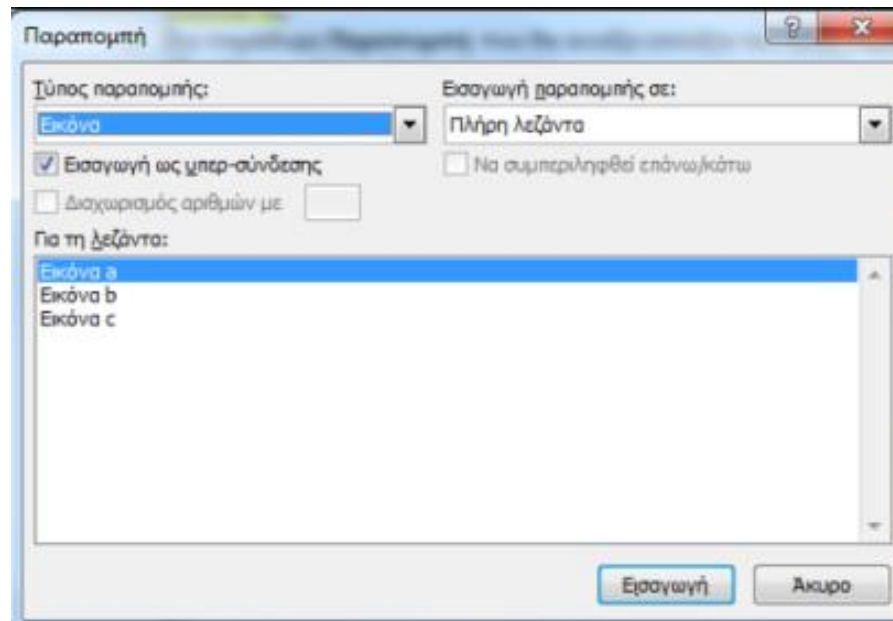 Παραπομπή
Τύπος παραπομπής:
Εικόνα
Εισαγωγή παραπομπής σε:
Πλήρη λεζάντα
Εισαγωγή ως υπερ-σύνδεσης
Να συμπεριληφθεί επάνω/κάτω
Διαχωρισμός αριθμών με
Για τη λεζάντα:
Εικόνα a
Εικόνα b
Εικόνα c
Εισαγωγή
Άκυρο